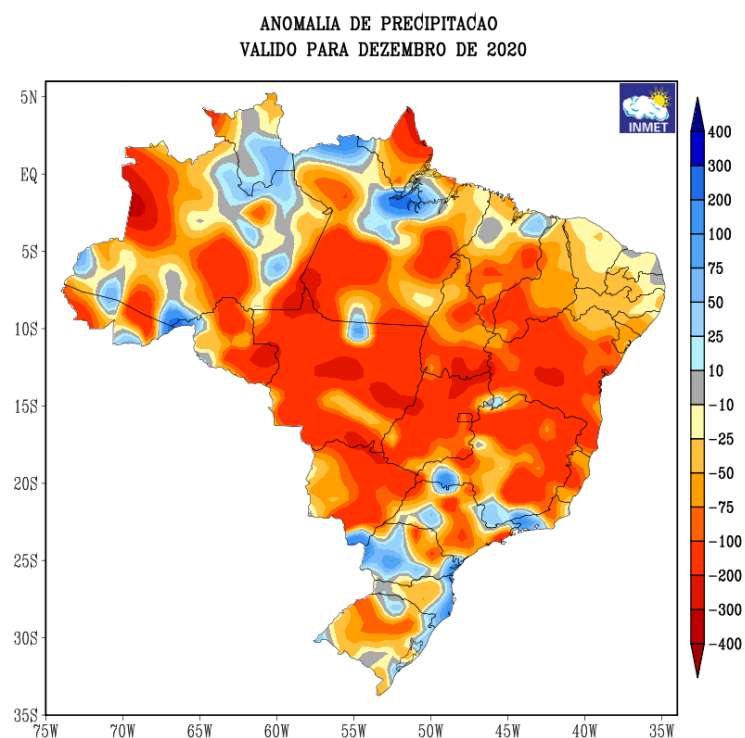 ANOMALIA DE PRECIPITACAO
VALIDO PARA DEZEMBRO DE 2020
INMET
5N
EQ
5S
10S
15S
20S
25S
30S
35S
75W 70W 65W 60W 55W 50W 45W 40W 35W
400
300
200
100
75
50
25
10
-10
-25
-50
-75
-100
-200
-300
-400